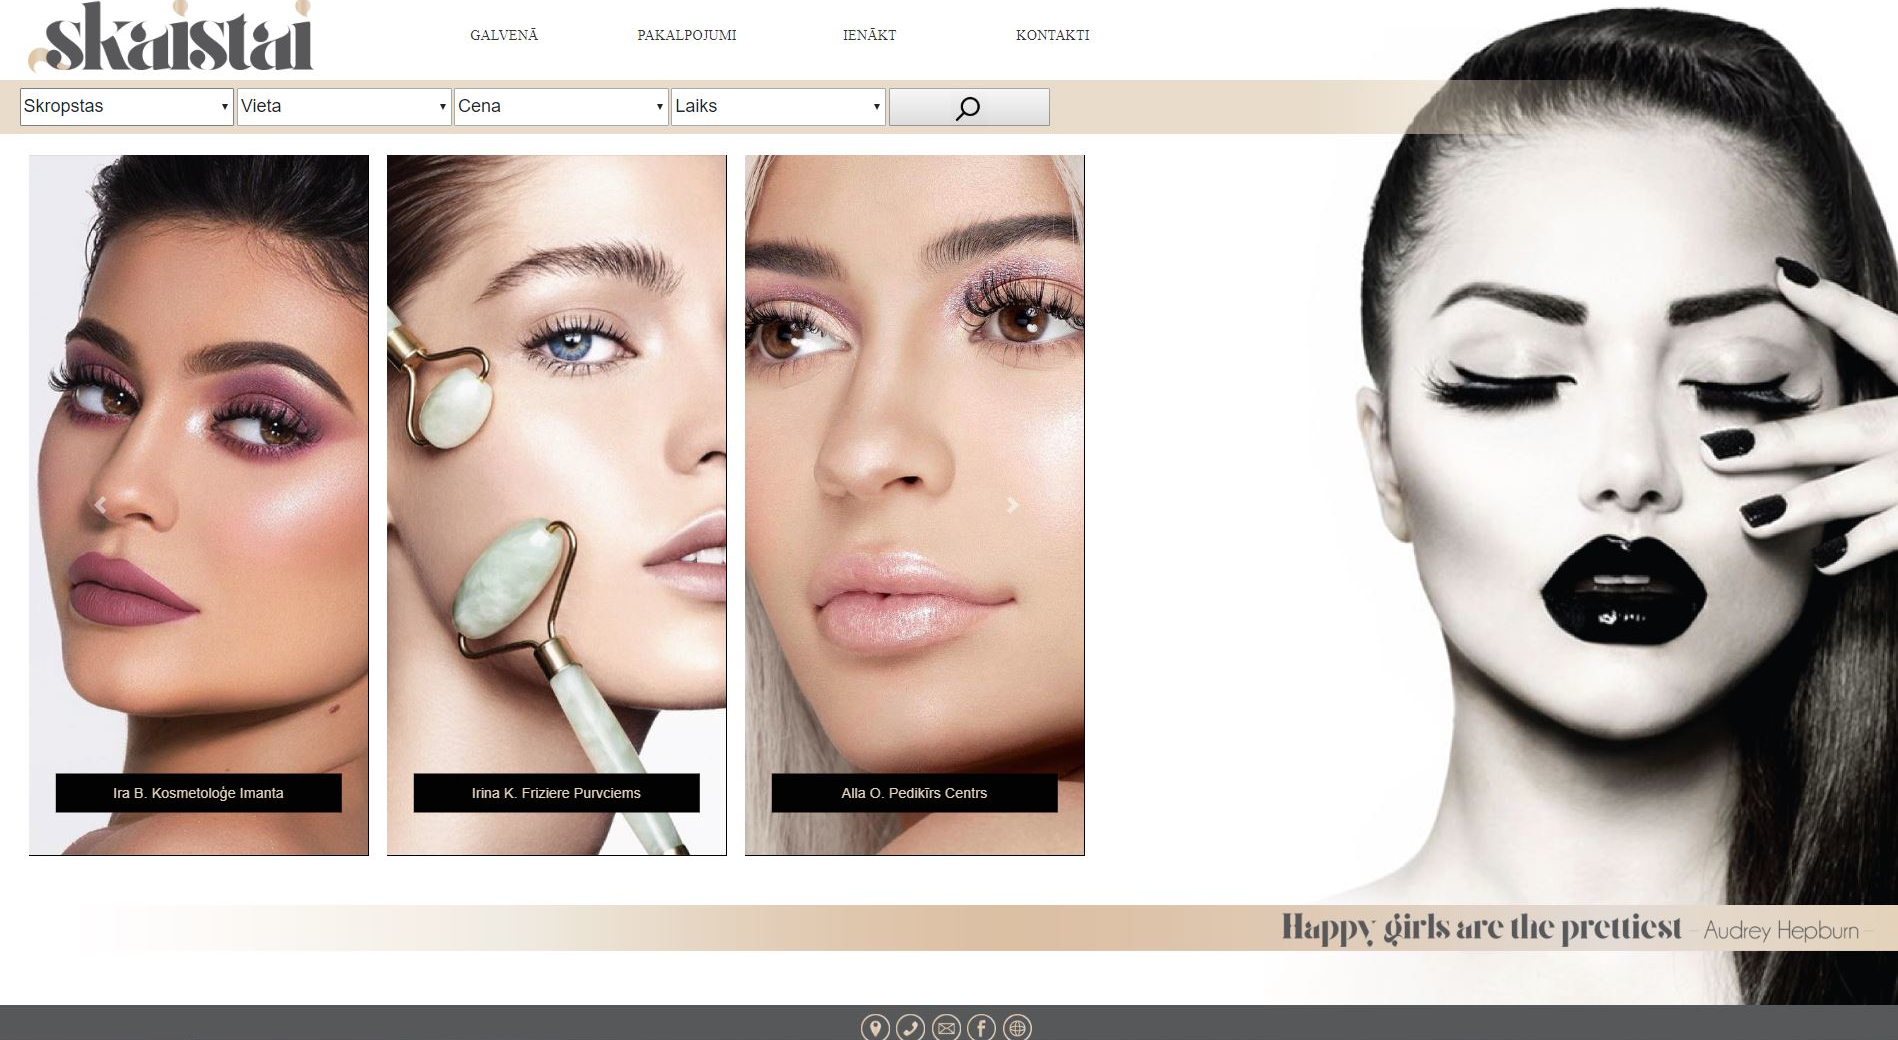 skaistai
GALVENĀ PAKALPOJUMI IENĀKT KONTAKTI
Skropstas Vieta Cena Laiks
Ira B. Kosmetoloģe Imanta
Irina K. Friziere Purvciems
Alla O. Pedikīrs Centrs
Happy girls are the prettiest – Audrey Hepburn –